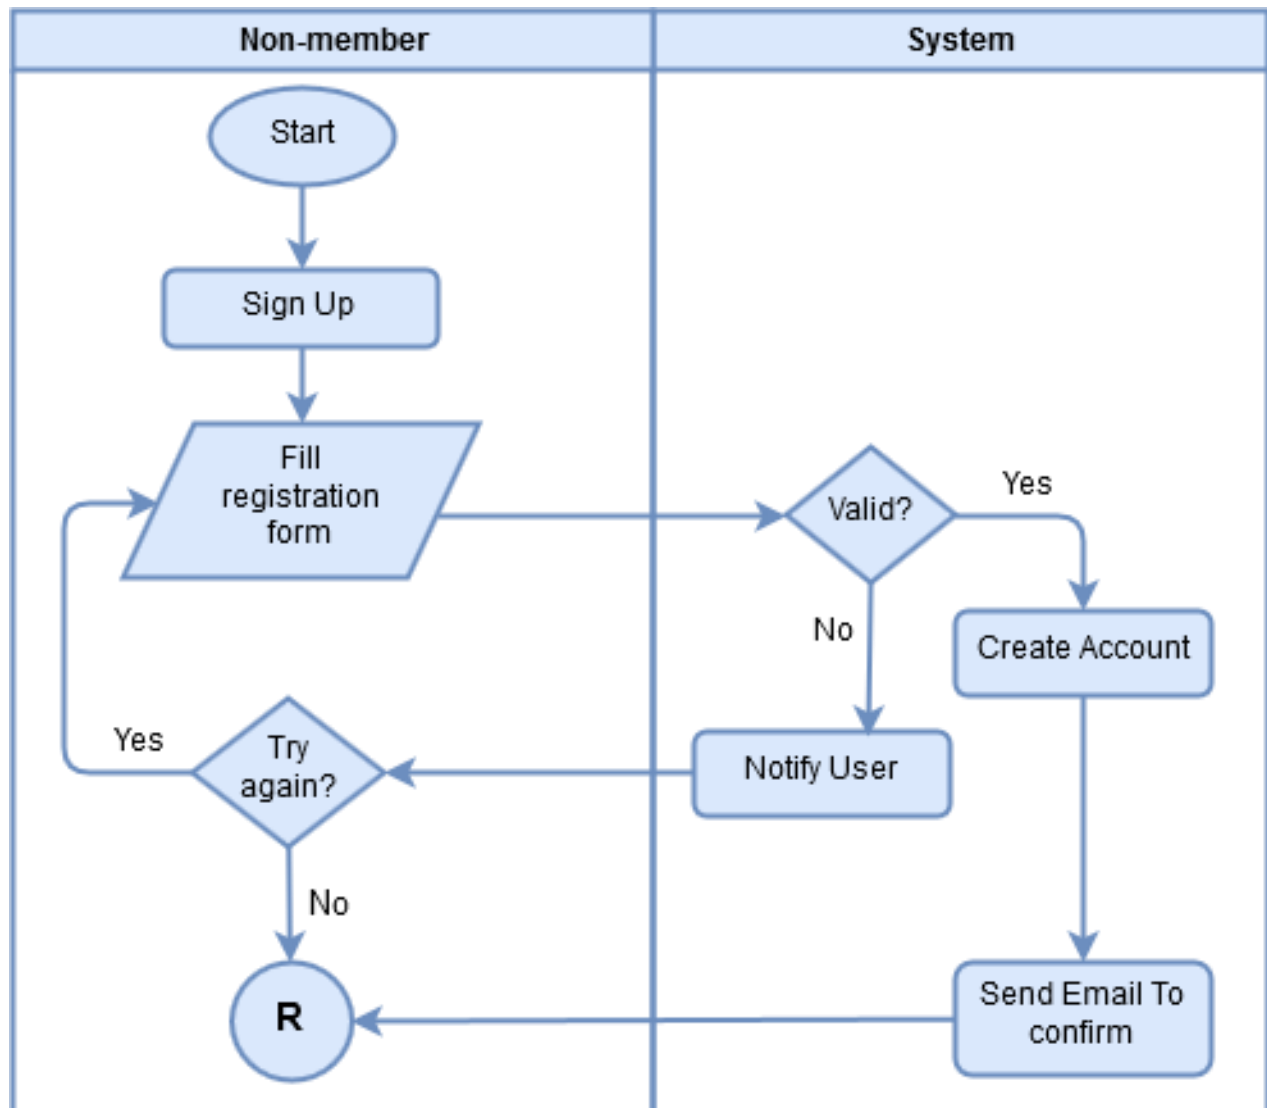 Non-member
System
Start
Sign Up
Fill
registration
form
Valid?
Yes
No
Create Account
Notify User
Try
again?
Yes
No
R
Send Email To
confirm